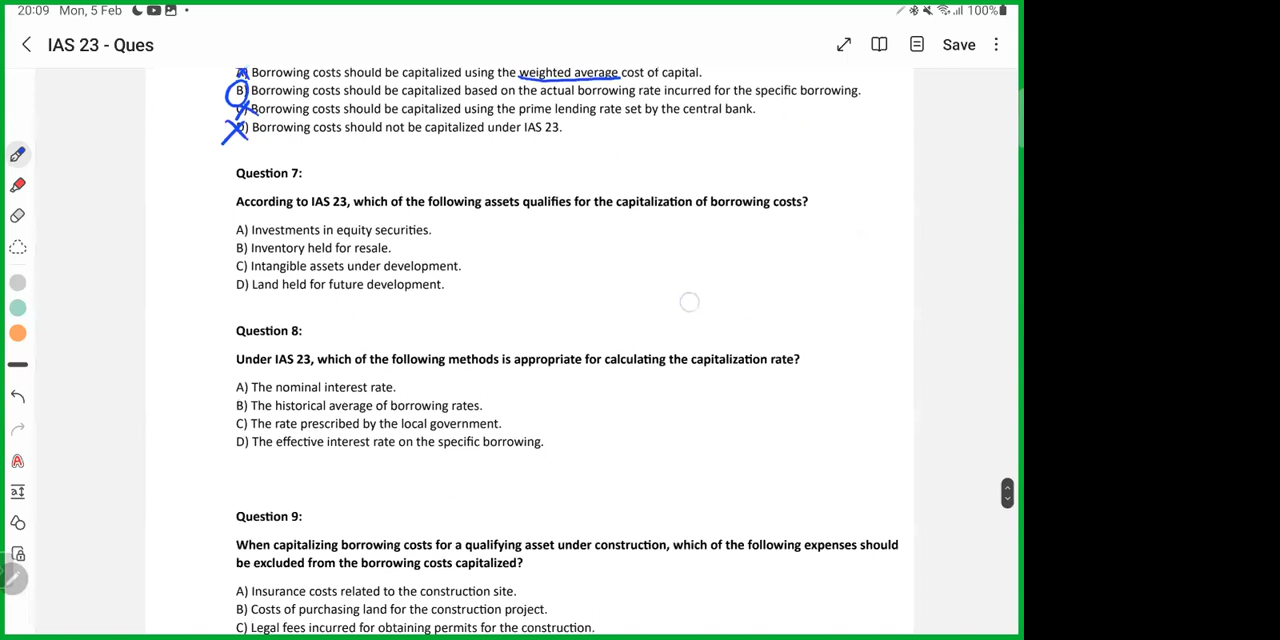 20:09 Mon, 5 Feb
100%
IAS 23 - Ques
Save
A) Borrowing costs should be capitalized using the weighted average cost of capital.
B) Borrowing costs should be capitalized based on the actual borrowing rate incurred for the specific borrowing.
C) Borrowing costs should be capitalized using the prime lending rate set by the central bank.
D) Borrowing costs should not be capitalized under IAS 23.
Question 7:
According to IAS 23, which of the following assets qualifies for the capitalization of borrowing costs?
A) Investments in equity securities.
B) Inventory held for resale.
C) Intangible assets under development.
D) Land held for future development.
Question 8:
Under IAS 23, which of the following methods is appropriate for calculating the capitalization rate?
A) The nominal interest rate.
B) The historical average of borrowing rates.
C) The rate prescribed by the local government.
D) The effective interest rate on the specific borrowing.
Question 9:
When capitalizing borrowing costs for a qualifying asset under construction, which of the following expenses should
be excluded from the borrowing costs capitalized?
A) Insurance costs related to the construction site.
B) Costs of purchasing land for the construction project.
C) Legal fees incurred for obtaining permits for the construction.